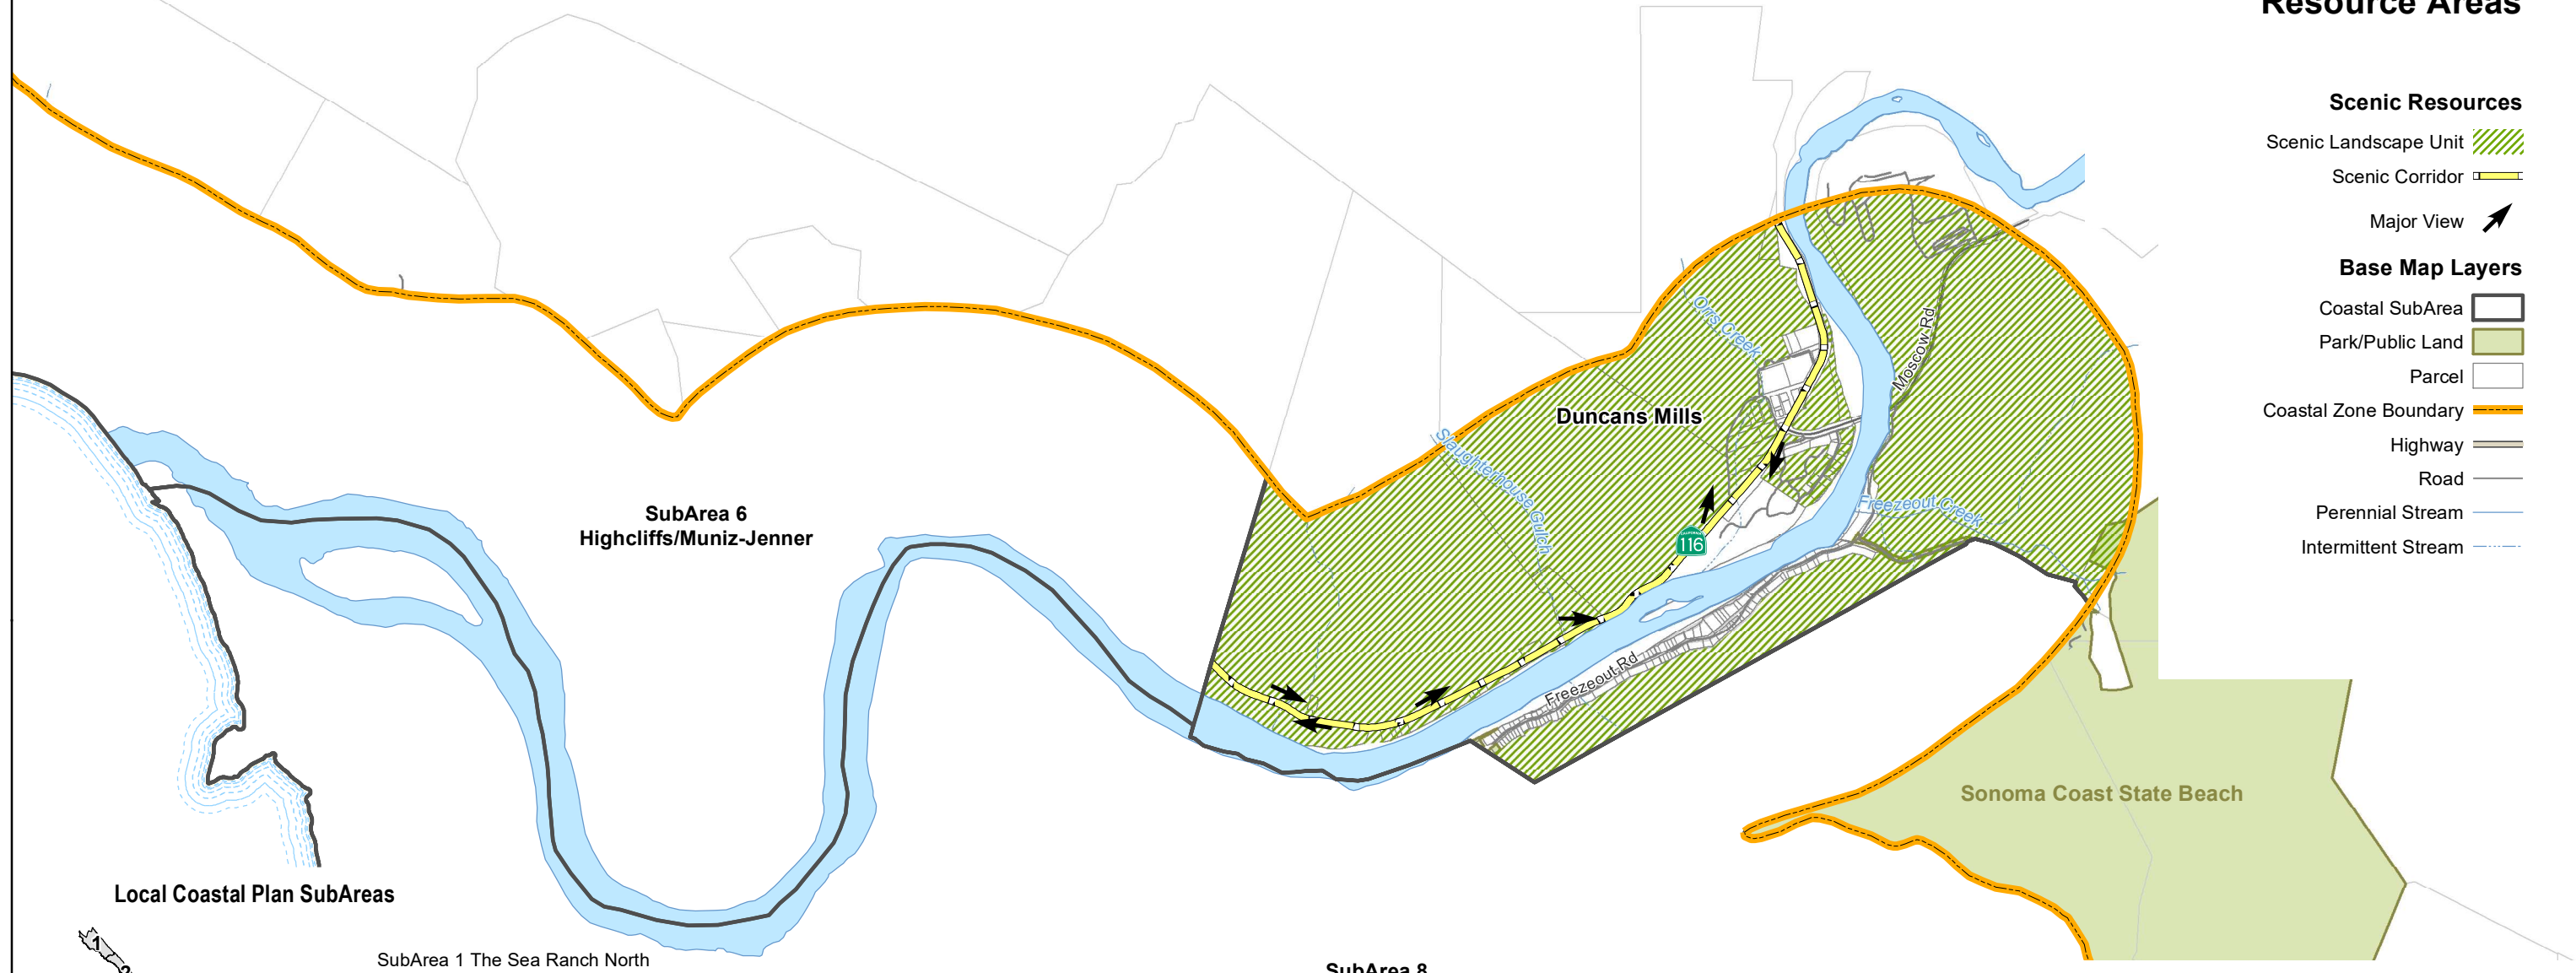 Resource Areas
Scenic Resources
Scenic Landscape Unit
Scenic Corridor
Major View
Base Map Layers
Coastal SubArea
Park/Public Land
Parcel
Coastal Zone Boundary
Highway
Road
Perennial Stream
Intermittent Stream
Orrs Creek
Moscow Rd
Duncans Mills
Slaughterhouse Gulch
Freezeout Creek
SubArea 6
Highcliffs/Muniz-Jenner
CALIFORNIA
116
Freezeout Rd
Sonoma Coast State Beach
Local Coastal Plan SubAreas
1
2
SubArea 1 The Sea Ranch North
SubArea 8